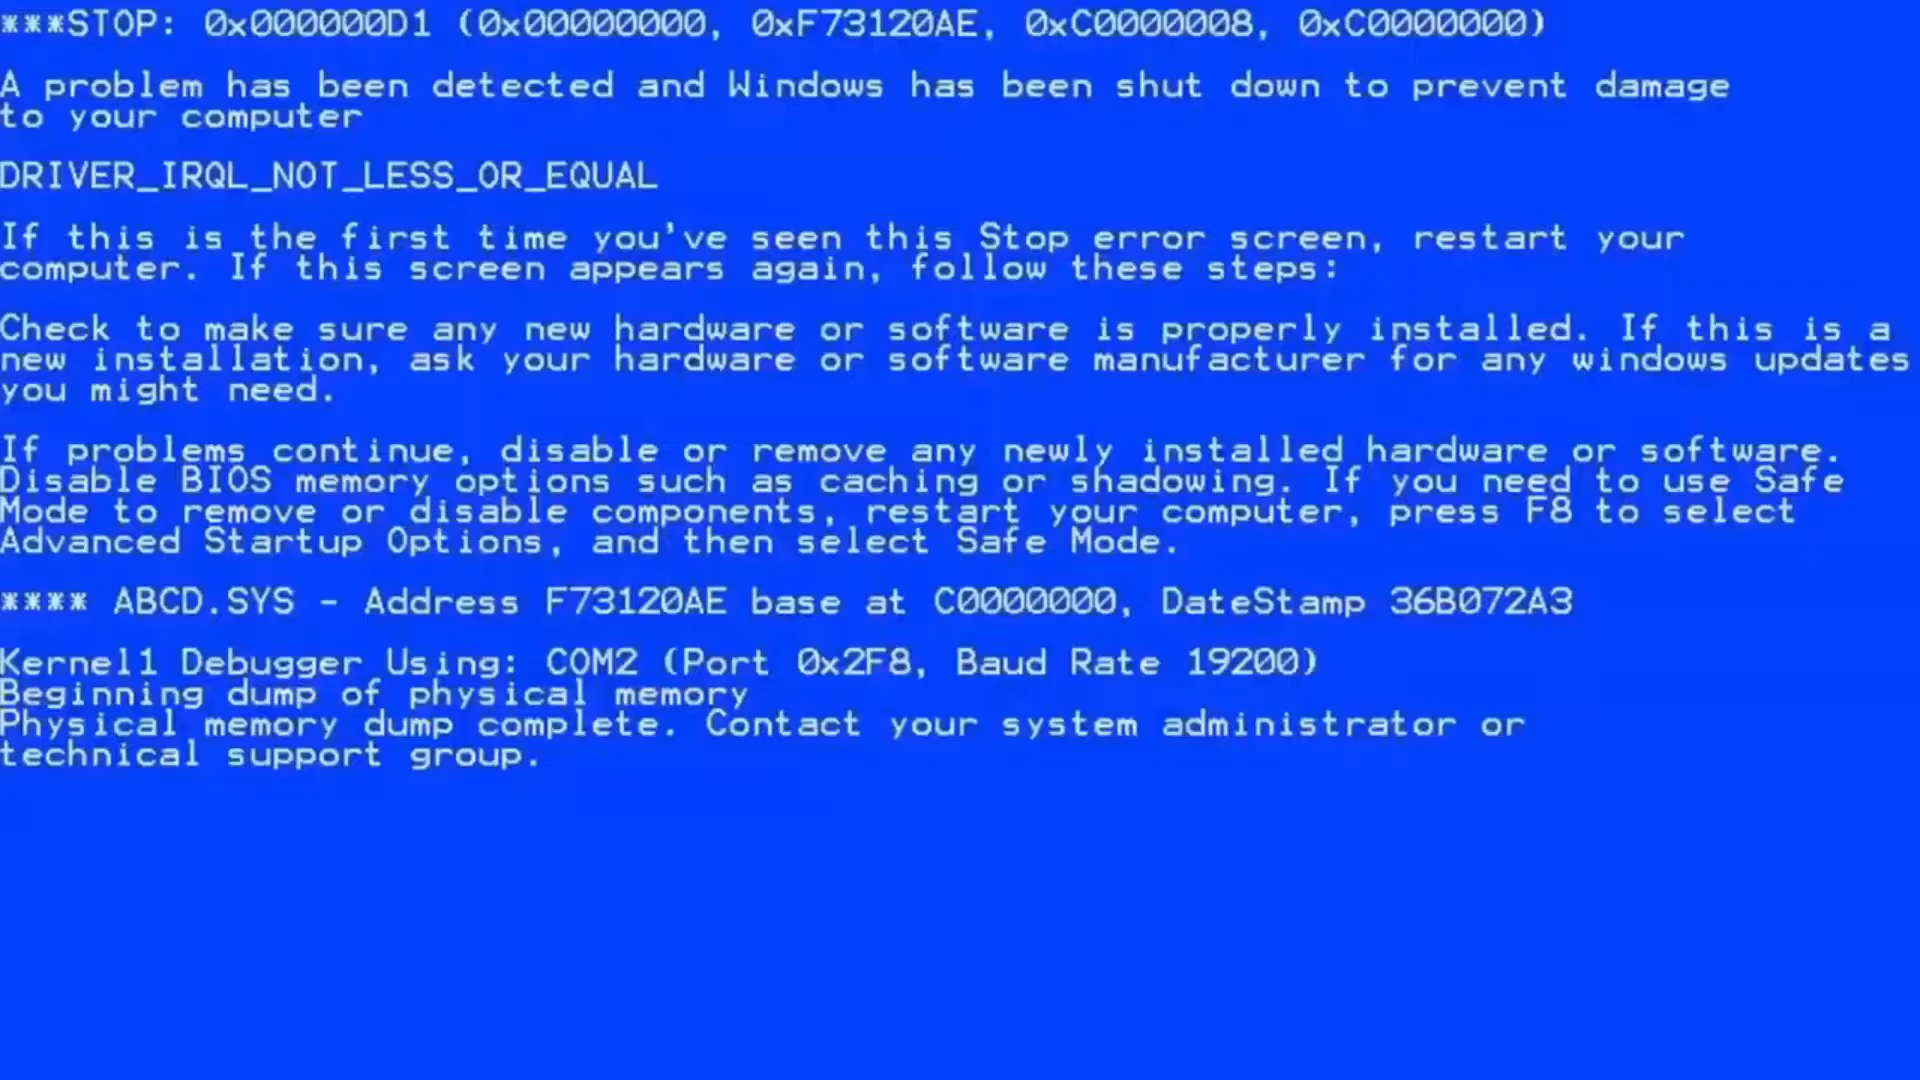 ***STOP: 0x000000D1 (0x00000000, 0xF73120AE, 0xC0000008, 0xC0000000)
A problem has been detected and Windows has been shut down to prevent damage
to your computer
DRIVER_IRQL_NOT_LESS_OR_EQUAL
If this is the first time you've seen this Stop error screen, restart your
computer. If this screen appears again, follow these steps:
Check to make sure any new hardware or software is properly installed. If this is a
new installation, ask your hardware or software manufacturer for any windows updates
you might need.
If problems continue, disable or remove any newly installed hardware or software.
Disable BIOS memory options such as caching or shadowing. If you need to use Safe
Mode to remove or disable components, restart your computer, press F8 to select
Advanced Startup Options, and then select Safe Mode.
**** ABCD.SYS - Address F73120AE base at C0000000, DateStamp 36B072A3
Kernel1 Debugger Using: COM2 (Port 0x2F8, Baud Rate 19200)
Beginning dump of physical memory
Physical memory dump complete. Contact your system administrator or
technical support group.